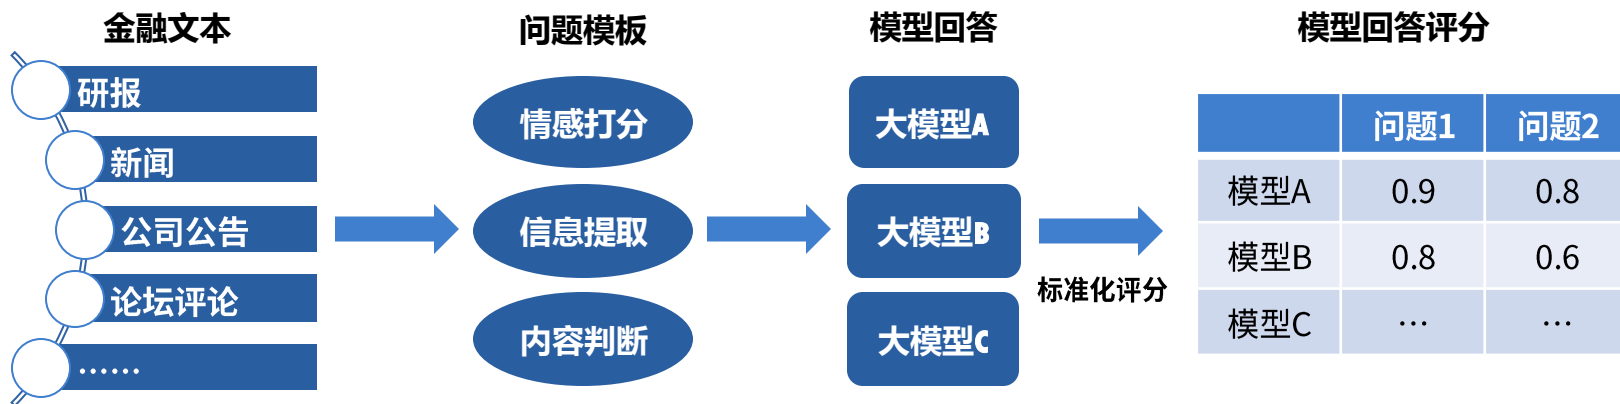 金融文本
研报
新闻
公司公告
论坛评论
……
问题模板
情感打分
信息提取
内容判断
模型回答
大模型A
大模型B
大模型C
标准化评分
模型回答评分
问题1 问题2
模型A 0.9 0.8
模型B 0.8 0.6
模型C … …